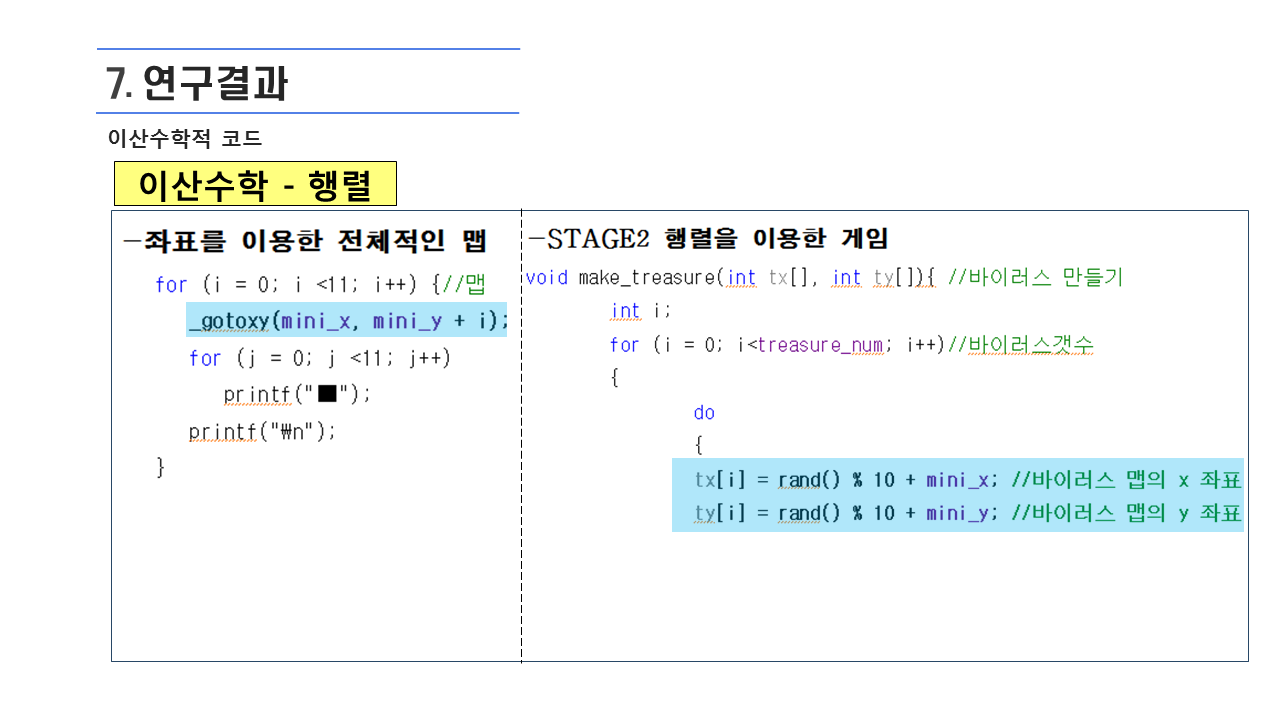 7. 연구결과
이산수학적 코드
이산수학 - 행렬
-좌표를 이용한 전체적인 맵
for (i = 0; i <11; i++) {//맵
_gotoxy(mini_x, mini_y + i);
for (j = 0; j <11; j++)
printf("■");
printf("₩n");
}
-STAGE2 행렬을 이용한 게임
void make_treasure(int tx[], int ty[]){ //바이러스 만들기
int i;
for (i = 0; i<treasure_num; i++)//바이러스갯수
{
do
{
tx[i] = rand() % 10 + mini_x; //바이러스 맵의 x 좌표
ty[i] = rand() % 10 + mini_y; //바이러스 맵의 y 좌표